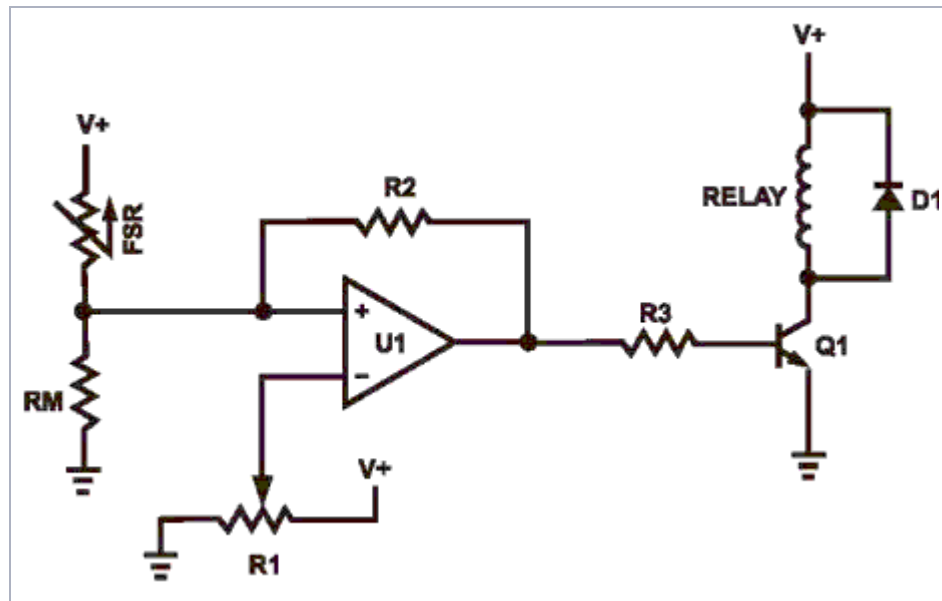 V+
V+
R2
RELAY
D1
FSR
+
U1
R3
Q1
RM
−
V+
R1